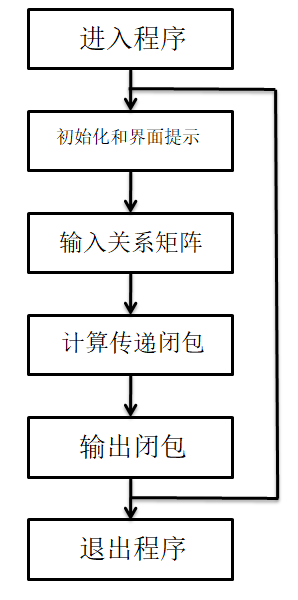 进入程序
初始化和界面提示
输入关系矩阵
计算传递闭包
输出闭包
退出程序